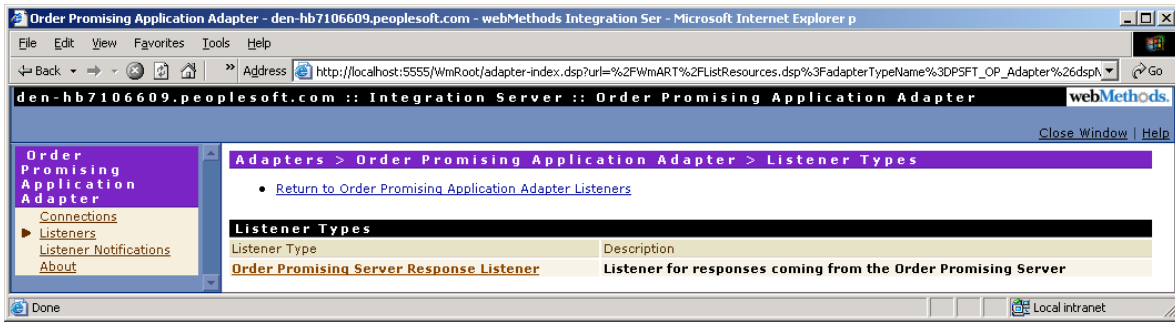 Order Promising Application Adapter - den-hb7106609.peoplesoft.com - webMethods Integration Ser - Microsoft Internet Explorer p
File Edit View Favorites Tools Help
Back » Address http://localhost:5555/WmRoot/adapter-index.dsp?url=%2FWmART%2FListResources.dsp%3FadapterTypeName%3DPSFT_OP_Adapter%26dspN Go
den-hb7106609.peoplesoft.com :: Integration Server :: Order Promising Application Adapter webMethods.
Close Window | Help
Order
Promising
Application
Adapter
Connections
Listeners
Listener Notifications
About
Adapters > Order Promising Application Adapter > Listener Types
• Return to Order Promising Application Adapter Listeners
Listener Types
Listener Type Description
Order Promising Server Response Listener Listener for responses coming from the Order Promising Server
Done Local intranet